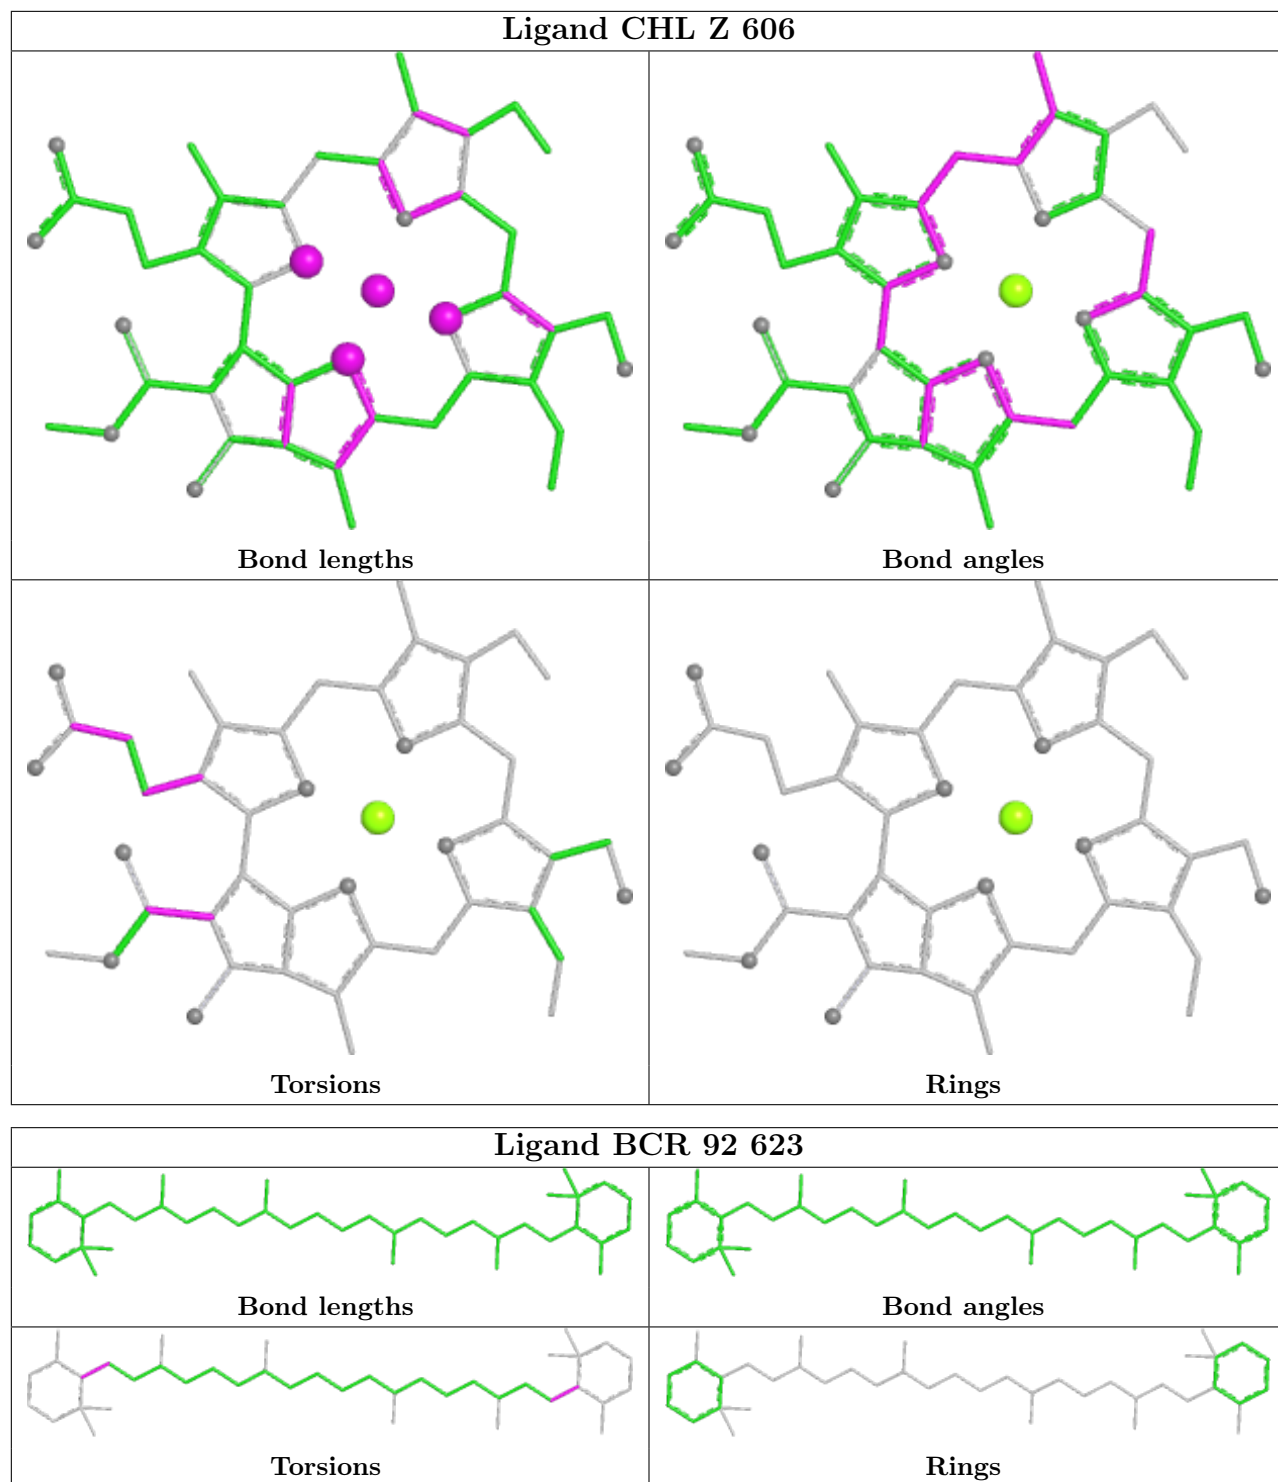 Ligand CHL Z 606
Bond lengths
Bond angles
Torsions
Rings
Ligand BCR 92 623
Bond lengths
Bond angles
Torsions
Rings